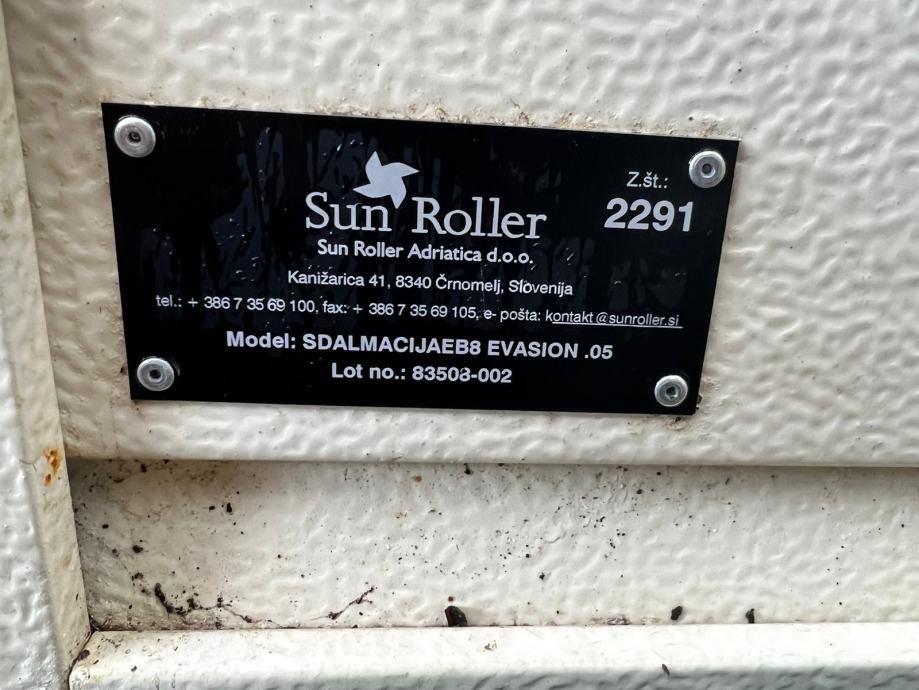 Sun Roller
Sun Roller Adriatica d.o.o.
Z.št.:
2291
Kanižarica 41, 8340 Črnomelj, Slovenija
tel.: + 386 7 35 69 100, fax: + 386 7 35 69 105, e- pošta: kontakt@sunroller.si
Model: SDALMACIJAEB8 EVASION .05
Lot no.: 83508-002